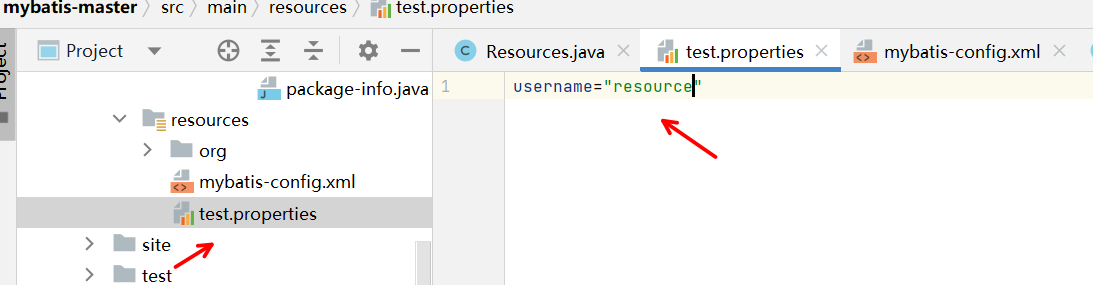 mybatis-master > src > main > resources > test.properties
Project
Project
package-info.java
resources
org
mybatis-config.xml
test.properties
site
test
Resources.java
test.properties
mybatis-config.xml
1
username="resource"